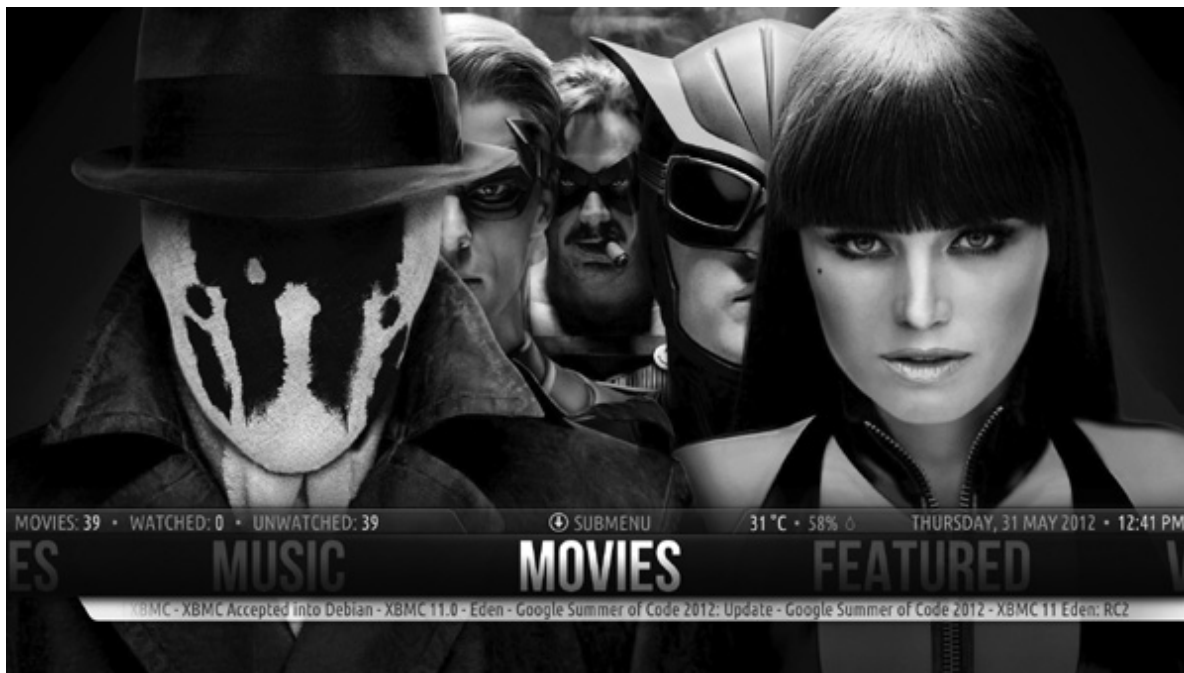 MOVIES: 39 • WATCHED: 0 • UNWATCHED: 39 SUBMENU 31°C • 58% THURSDAY, 31 MAY 2012 • 12:41 PM
ES MUSIC MOVIES FEATURED
XBMC - XBMC Accepted into Debian - XBMC 11.0 - Eden - Google Summer of Code 2012: Update - Google Summer of Code 2012 - XBMC 11 Eden: RC2